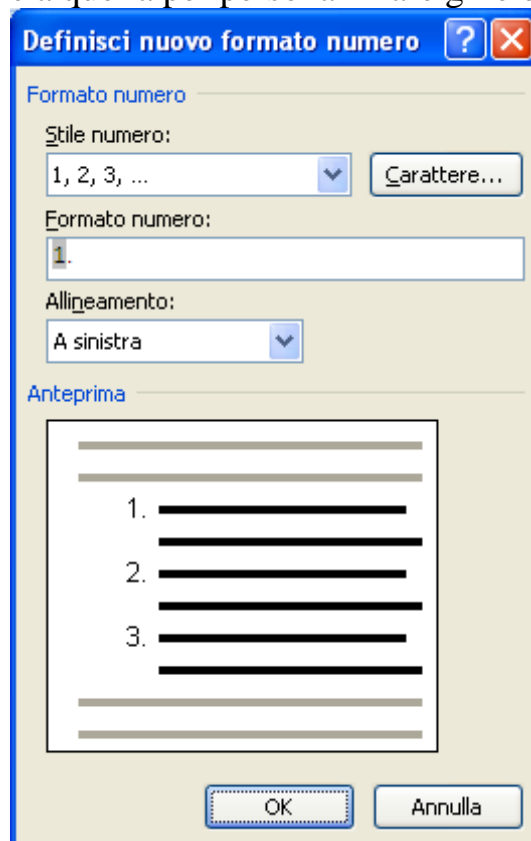 Definisci nuovo formato numero
Formato numero
Stile numero:
1, 2, 3, ...
Carattere...
Formato numero:
1.
Allineamento:
A sinistra
Anteprima
1.
2.
3.
OK
Annulla